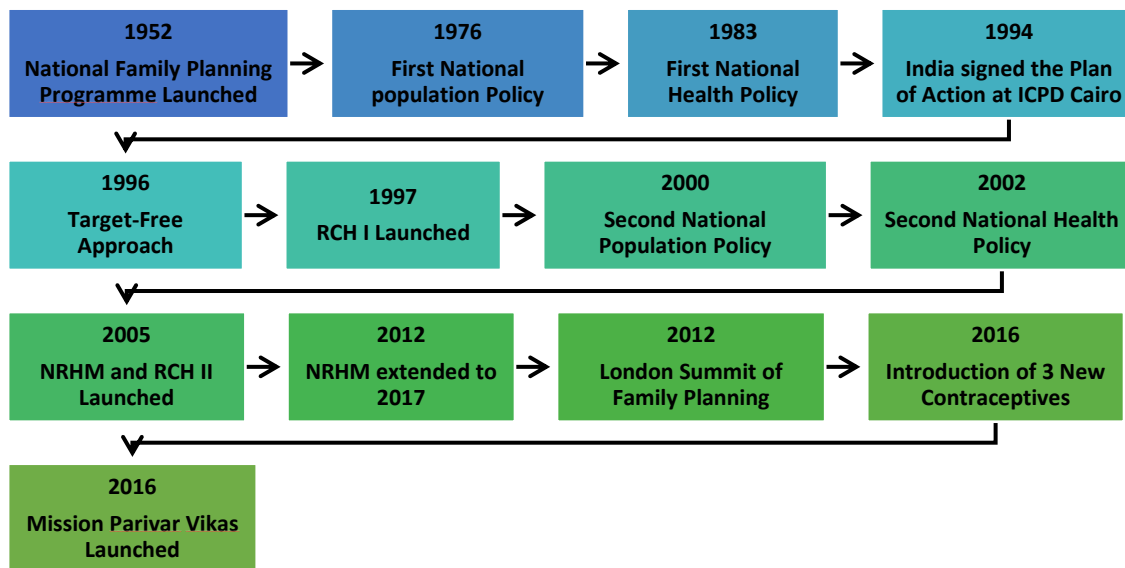 1952
National Family Planning
Programme Launched
1976
First National
population Policy
1983
First National
Health Policy
1994
India signed the Plan
of Action at ICPD Cairo
1996
Target-Free
Approach
1997
RCH I Launched
2000
Second National
Population Policy
2002
Second National Health
Policy
2005
NRHM and RCH II
Launched
2012
NRHM extended to
2017
2012
London Summit of
Family Planning
2016
Introduction of 3 New
Contraceptives
2016
Mission Parivar Vikas
Launched